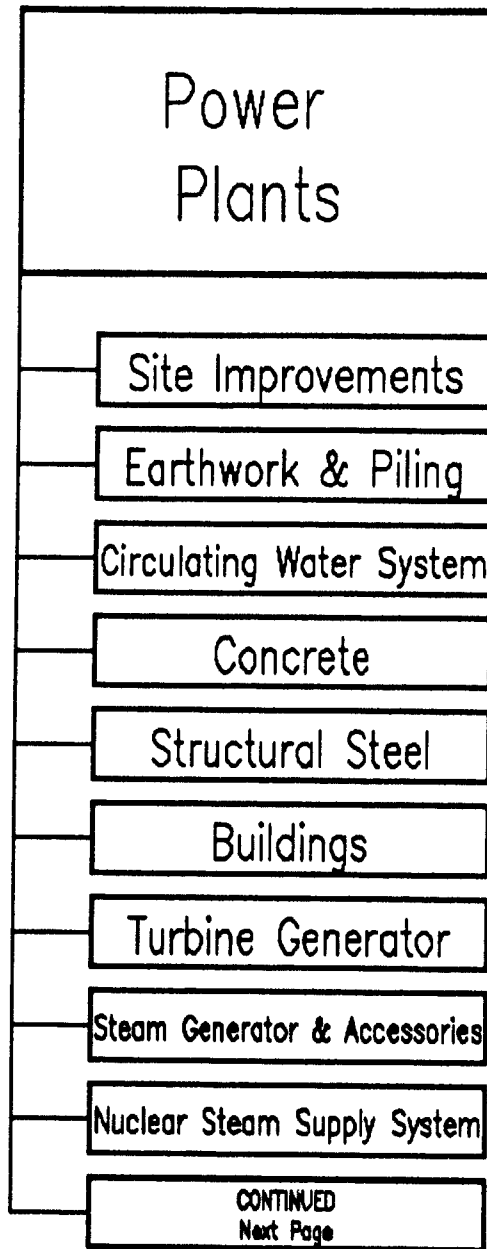 Power
Plants
Site Improvements
Earthwork & Piling
Circulating Water System
Concrete
Structural Steel
Buildings
Turbine Generator
Steam Generator & Accessories
Nuclear Steam Supply System
CONTINUED
Next Page